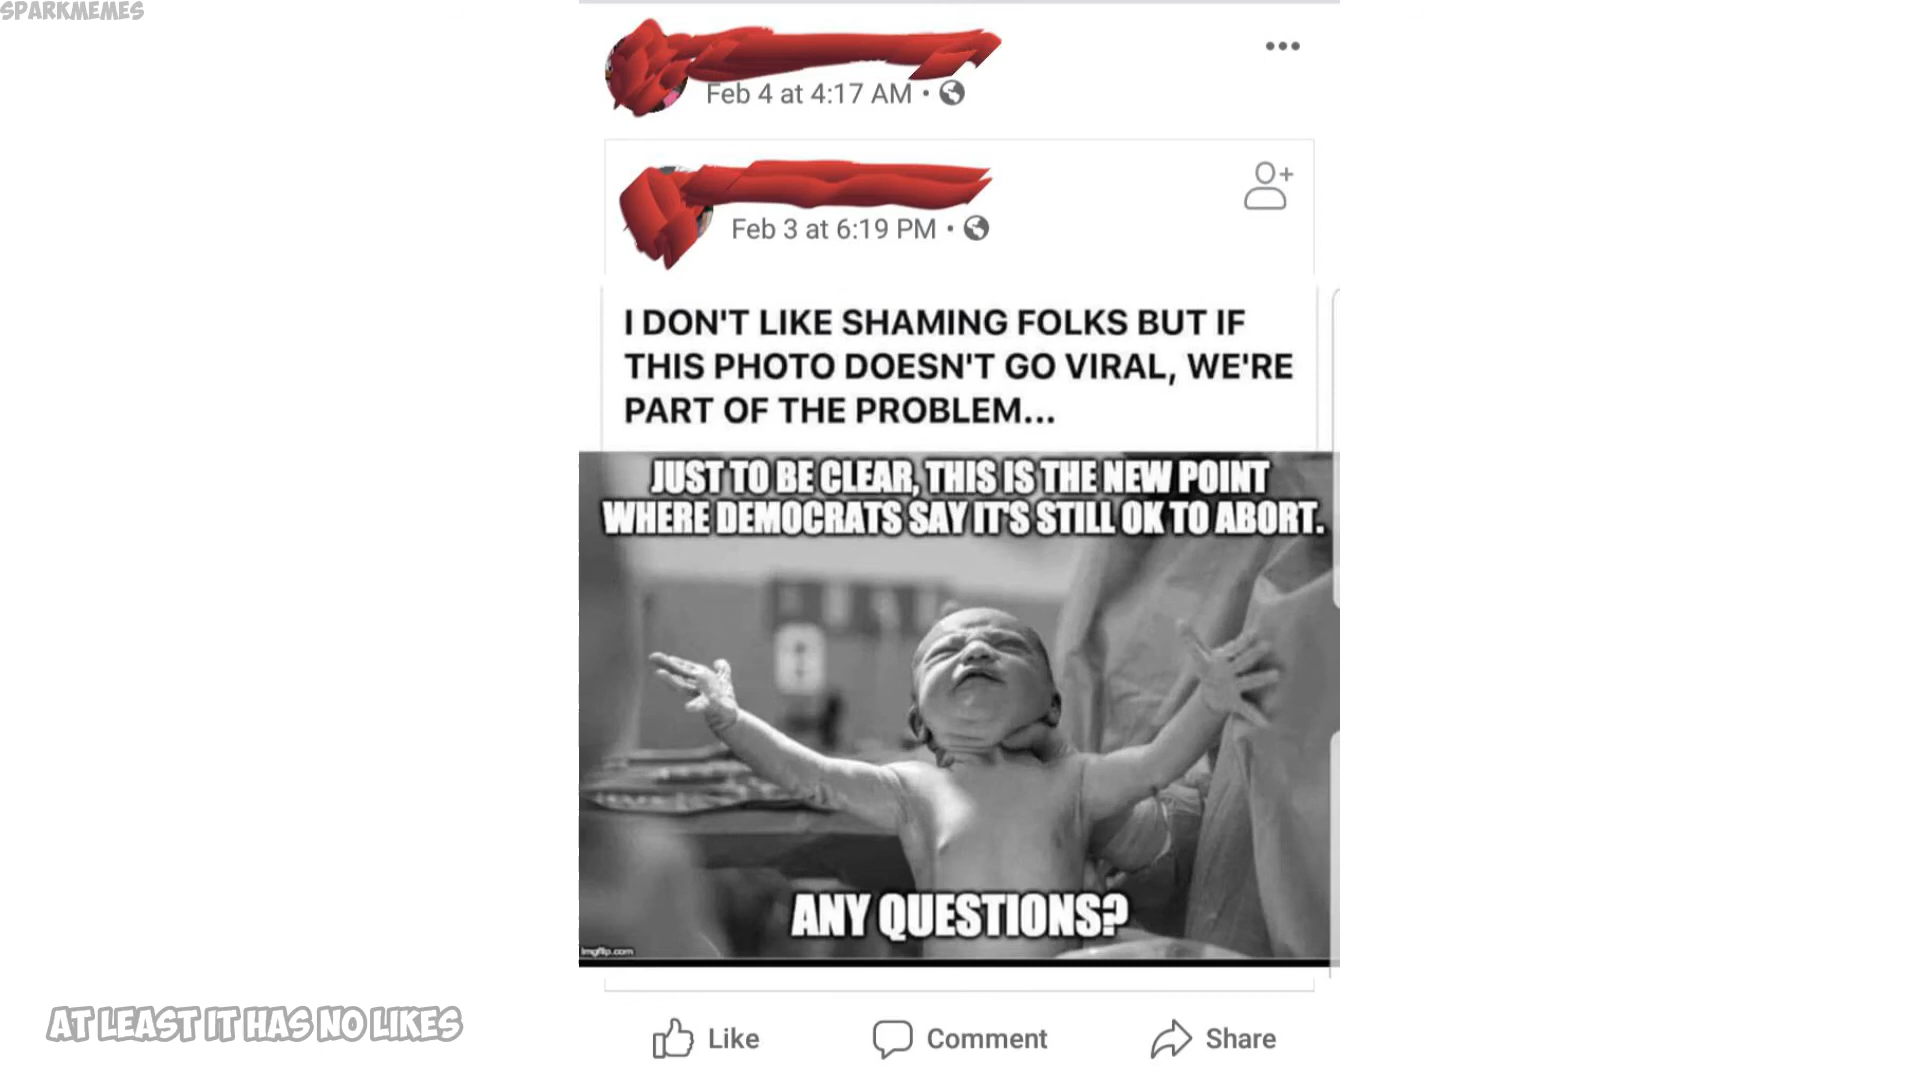 SPARKMEMES
Feb 4 at 4:17 AM •
Feb 3 at 6:19 PM •
I DON'T LIKE SHAMING FOLKS BUT IF
THIS PHOTO DOESN'T GO VIRAL, WE'RE
PART OF THE PROBLEM...
JUST TO BE CLEAR, THIS IS THE NEW POINT
WHERE DEMOCRATS SAY IT'S STILL OK TO ABORT.
ANY QUESTIONS?
imgflip.com
AT LEAST IT HAS NO LIKES
Like Comment Share